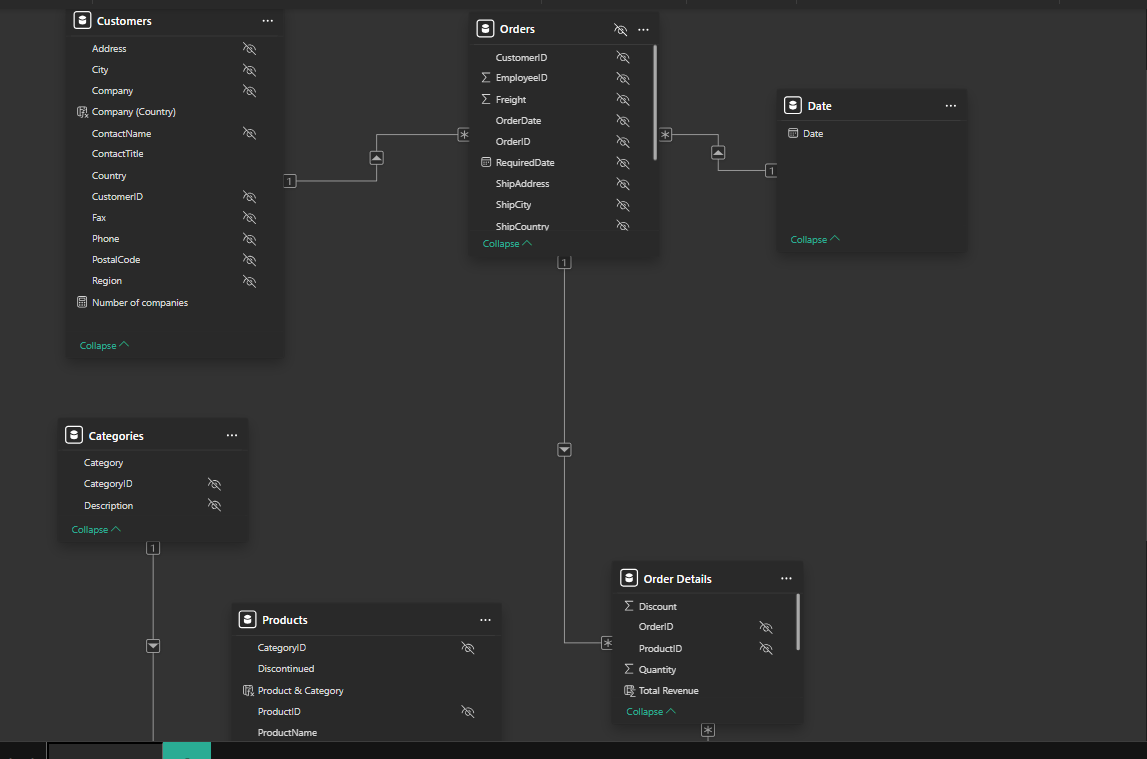 Customers
Address
City
Company
Company (Country)
ContactName
ContactTitle
Country
CustomerID
Fax
Phone
PostalCode
Region
Number of companies
Collapse
1
*
Orders
CustomerID
EmployeeID
Freight
OrderDate
OrderID
RequiredDate
ShipAddress
ShipCity
ShipCountry
Collapse
*
1
1
Date
Date
Collapse
Categories
Category
CategoryID
Description
Collapse
1
Products
CategoryID
Discontinued
Product & Category
ProductID
ProductName
*
Order Details
Discount
OrderID
ProductID
Quantity
Total Revenue
Collapse
*